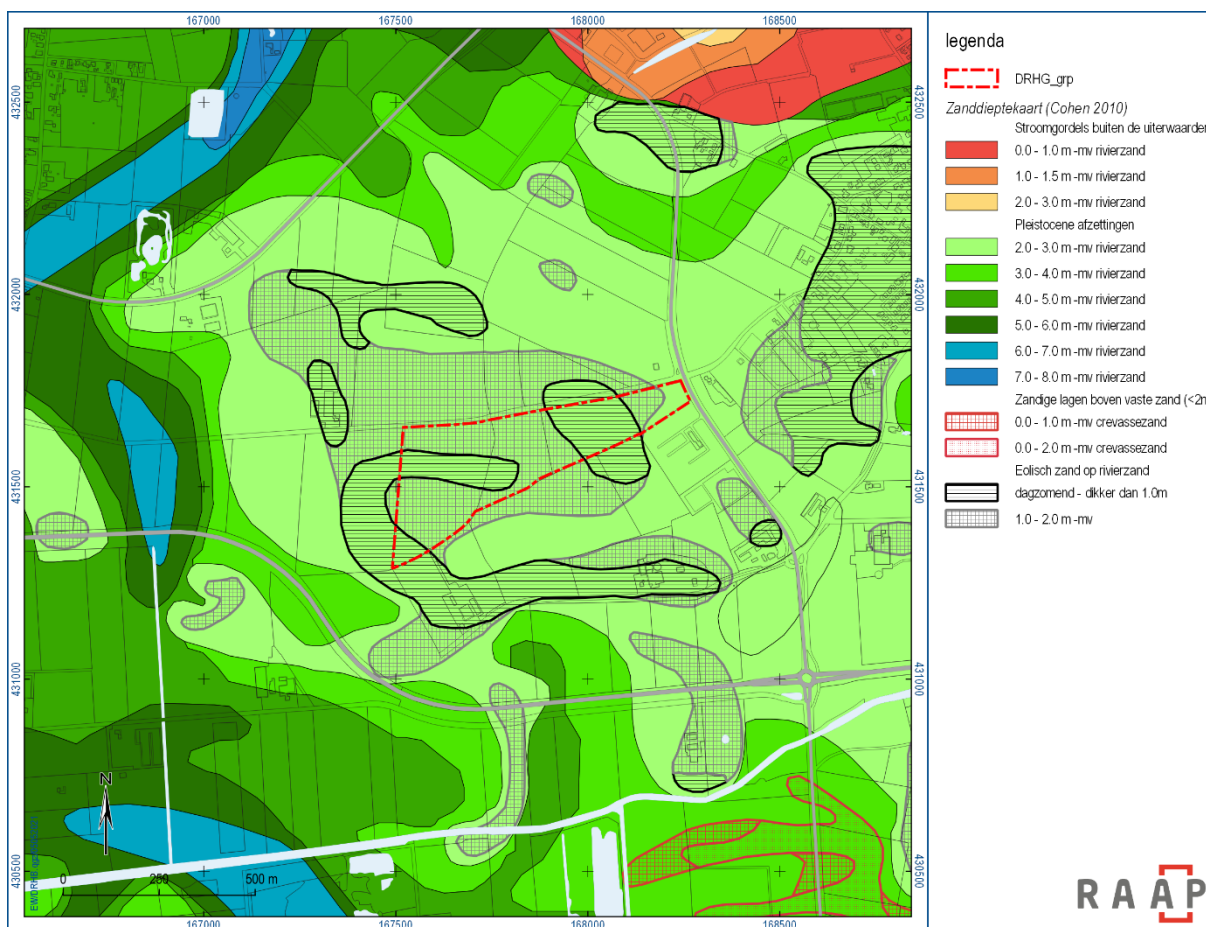 167000 167500 168000 168500
432500 432500
432000 432000
431500 431500
431000 431000
430500 430500
167000 167500 168000 168500
N
0 250 500 m
legenda
DRHG_grp
Zanddieptekaart (Cohen 2010)
Stroomgordels buiten de uiterwaarden
0.0 - 1.0 m -mv rivierzand
1.0 - 1.5 m -mv rivierzand
2.0 - 3.0 m -mv rivierzand
Pleistocene afzettingen
2.0 - 3.0 m -mv rivierzand
3.0 - 4.0 m -mv rivierzand
4.0 - 5.0 m -mv rivierzand
5.0 - 6.0 m -mv rivierzand
6.0 - 7.0 m -mv rivierzand
7.0 - 8.0 m -mv rivierzand
Zandige lagen boven vaste zand (<2m
0.0 - 1.0 m -mv crevassezand
0.0 - 2.0 m -mv crevassezand
Eolisch zand op rivierzand
dagzomend - dikker dan 1.0m
1.0 - 2.0 m -mv
RAAP